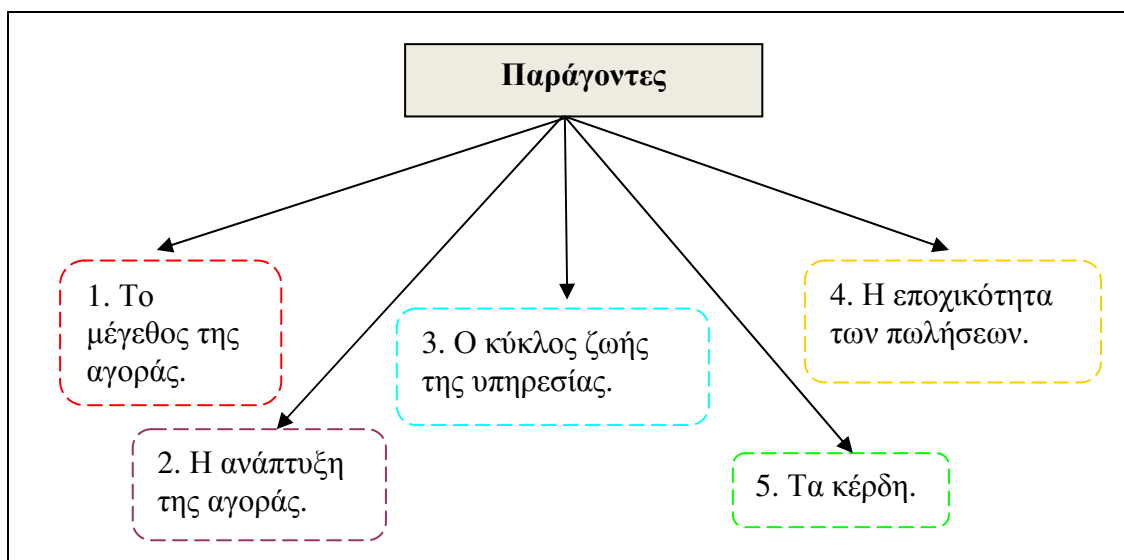 Παράγοντες
1. Το
μέγεθος της
αγοράς.
2. Η ανάπτυξη
της αγοράς.
3. Ο κύκλος ζωής
της υπηρεσίας.
4. Η εποχικότητα
των πωλήσεων.
5. Τα κέρδη.